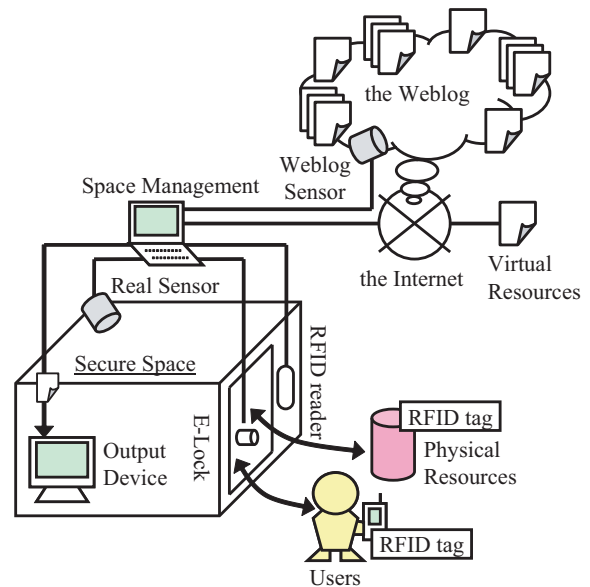 the Weblog
Weblog
Sensor
Space Management
the Internet
Virtual
Resources
Real Sensor
Secure Space
RFID reader
E-Lock
Output
Device
RFID tag
Physical
Resources
RFID tag
Users